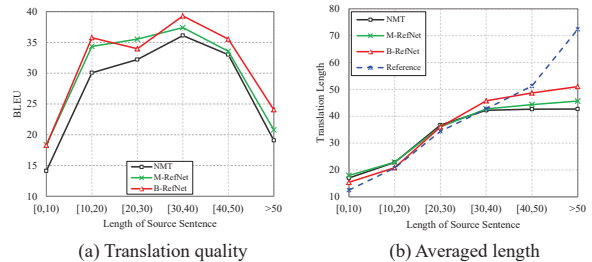 40
35
30
25
20
15
10
BLEU
NMT
M-RefNet
B-RefNet
[0,10) [10,20) [20,30) [30,40) [40,50) >50
Length of Source Sentence
(a) Translation quality
80
70
60
50
40
30
20
10
Translation Length
NMT
M-RefNet
B-RefNet
Reference
[0,10) [10,20) [20,30) [30,40) [40,50) >50
Length of Source Sentence
(b) Averaged length